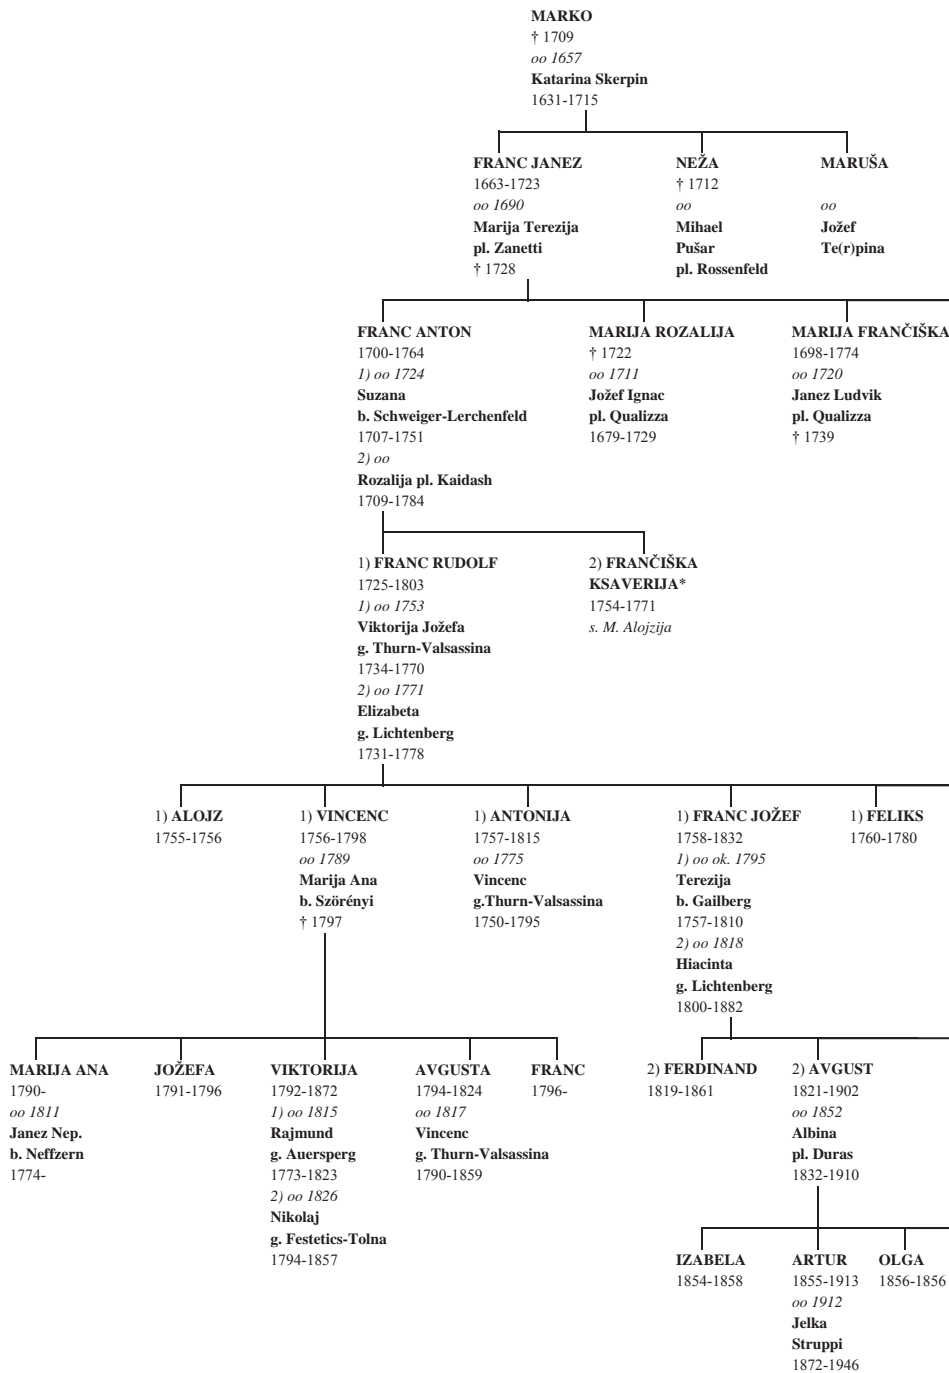 MARKO
† 1709
oo 1657
Katarina Skerpin
1631-1715
FRANC JANEZ
1663-1723
oo 1690
Marija Terezija
pl. Zanetti
† 1728
NEŽA
† 1712
oo
Mihael
Pušar
pl. Rossenfeld
MARUŠA
oo
Jožef
Te(r)pina
FRANC ANTON
1700-1764
1) oo 1724
Suzana
b. Schweiger-Lerchenfeld
1707-1751
2) oo
Rozalija pl. Kaidash
1709-1784
MARIJA ROZALIJA
† 1722
oo 1711
Jožef Ignac
pl. Qualizza
1679-1729
MARIJA FRANČIŠKA
1698-1774
oo 1720
Janez Ludvik
pl. Qualizza
† 1739
1) FRANC RUDOLF
1725-1803
1) oo 1753
Viktorija Jožefa
g. Thurn-Valsassina
1734-1770
2) oo 1771
Elizabeta
g. Lichtenberg
1731-1778
2) FRANČIŠKA
KSAVERIJA*
1754-1771
s. M. Alojzija
1) ALOJZ
1755-1756
1) VINCENC
1756-1798
oo 1789
Marija Ana
b. Szörényi
† 1797
1) ANTONIJA
1757-1815
oo 1775
Vincenc
g.Thurn-Valsassina
1750-1795
1) FRANC JOŽEF
1758-1832
1) oo ok. 1795
Terezija
b. Gailberg
1757-1810
2) oo 1818
Hiacinta
g. Lichtenberg
1800-1882
1) FELIKS
1760-1780
MARIJA ANA
1790-
oo 1811
Janez Nep.
b. Neffzern
1774-
JOŽEFA
1791-1796
VIKTORIJA
1792-1872
1) oo 1815
Rajmund
g. Auersperg
1773-1823
2) oo 1826
Nikolaj
g. Festetics-Tolna
1794-1857
AVGUSTA
1794-1824
oo 1817
Vincenc
g. Thurn-Valsassina
1790-1859
FRANC
1796-
2) FERDINAND
1819-1861
2) AVGUST
1821-1902
oo 1852
Albina
pl. Duras
1832-1910
IZABELA
1854-1858
ARTUR
1855-1913
oo 1912
Jelka
Struppi
1872-1946
OLGA
1856-1856